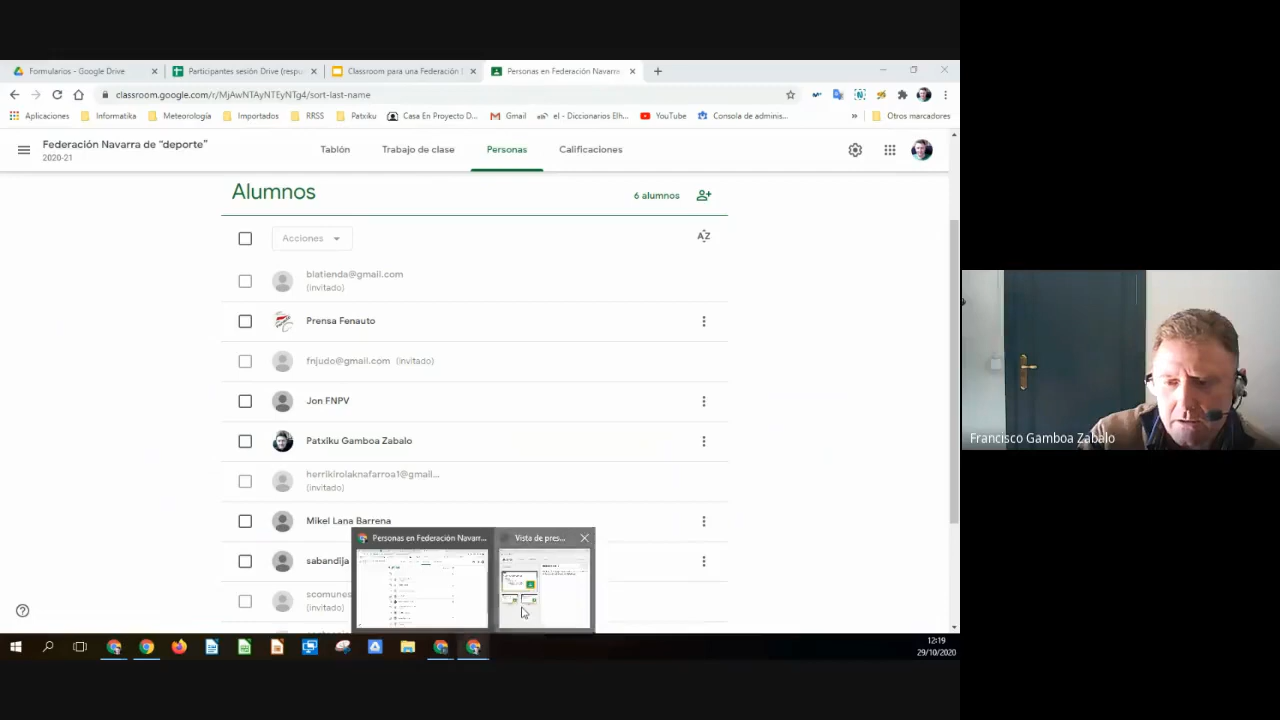 Formularios - Google Drive
Participantes sesión Drive (respu
Classroom para una Federación
Personas en Federación Navarra
classroom.google.com/r/MjAwNTAyNTEyNTg4/sort-last-name
Aplicaciones
Informatika
Meteorología
Importados
RRSS
Patxiku
Casa En Proyecto D...
Gmail
el - Diccionarios Elh...
YouTube
Consola de adminis...
»
Otros marcadores
Federación Navarra de "deporte"
2020-21
Tablón
Trabajo de clase
Personas
Calificaciones
Alumnos
6 alumnos
Acciones
AZ
blatienda@gmail.com
(invitado)
Prensa Fenauto
fnjudo@gmail.com (invitado)
Jon FNPV
Patxiku Gamboa Zabalo
herrikirolaknafarroa1@gmail...
(invitado)
Mikel Lana Barrena
sabandija
scomunes
(invitado)
Personas en Federación Navarr...
Vista de pres...
12:19
29/10/2020
Francisco Gamboa Zabalo